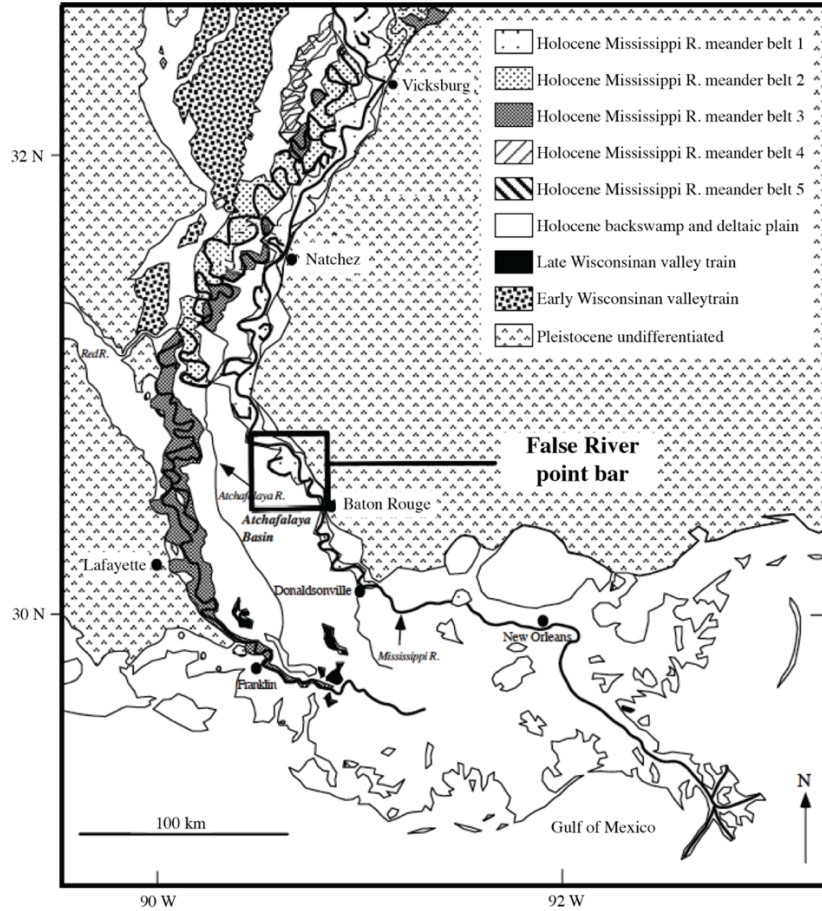 Holocene Mississippi R. meander belt 1
Holocene Mississippi R. meander belt 2
Holocene Mississippi R. meander belt 3
Holocene Mississippi R. meander belt 4
Holocene Mississippi R. meander belt 5
Holocene backswamp and deltaic plain
Late Wisconsinan valley train
Early Wisconsinan valleytrain
Pleistocene undifferentiated
Vicksburg
32 N
Natchez
Red R.
False River
point bar
Atchafalaya R.
Baton Rouge
Atchafalaya
Basin
Lafayette
Donaldsonville
30 N
New Orleans
Mississippi R.
Franklin
N
100 km
Gulf of Mexico
90 W
92 W